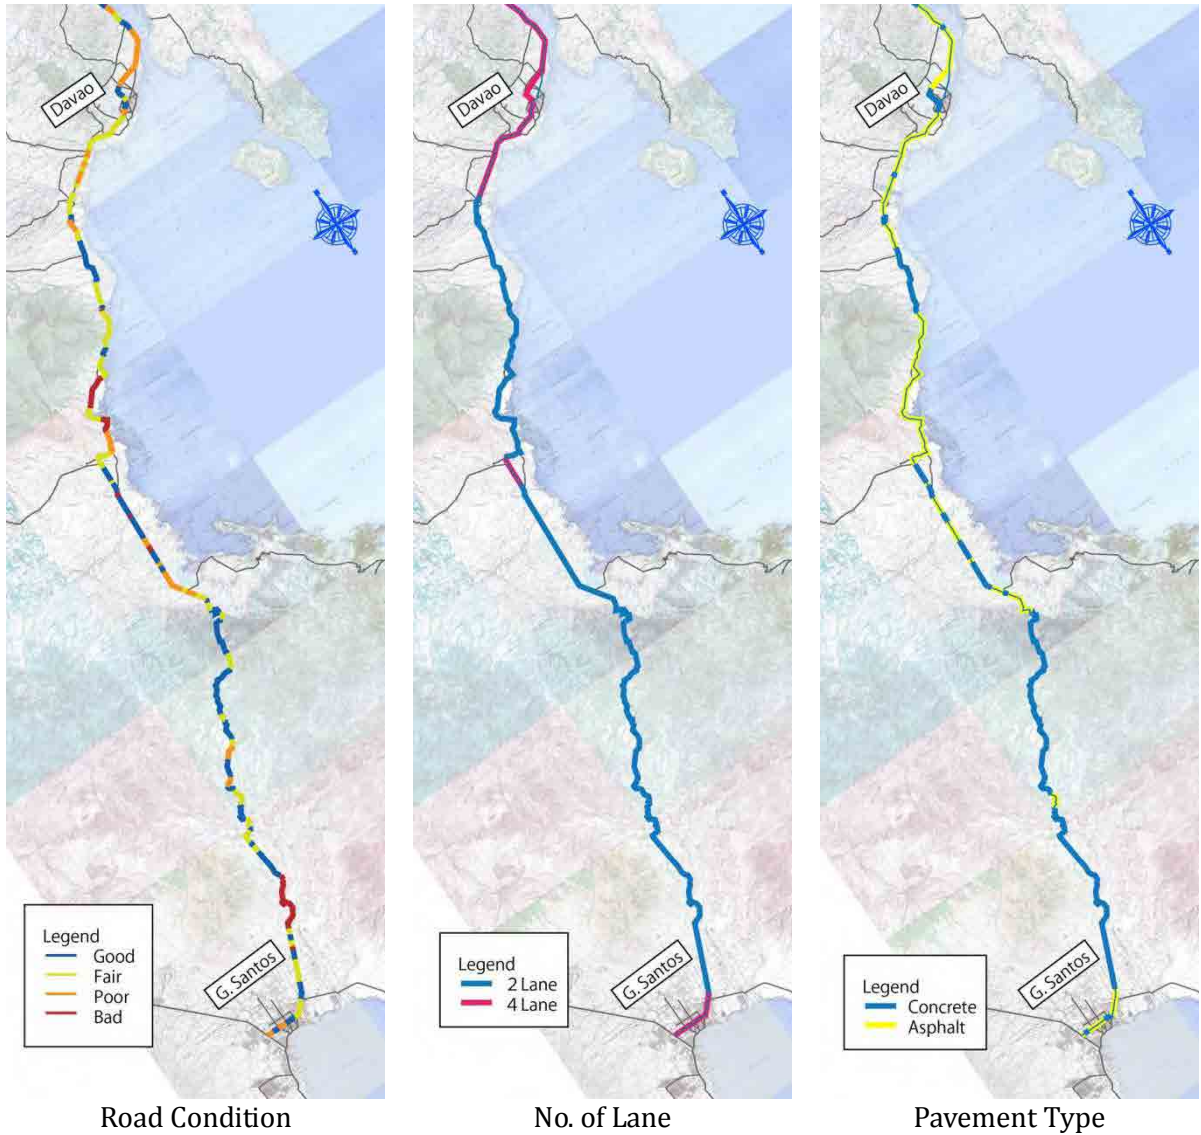 Davao
G. Santos
Legend
Good
Fair
Poor
Bad
Road Condition
Davao
G. Santos
Legend
2 Lane
4 Lane
No. of Lane
Davao
G. Santos
Legend
Concrete
Asphalt
Pavement Type